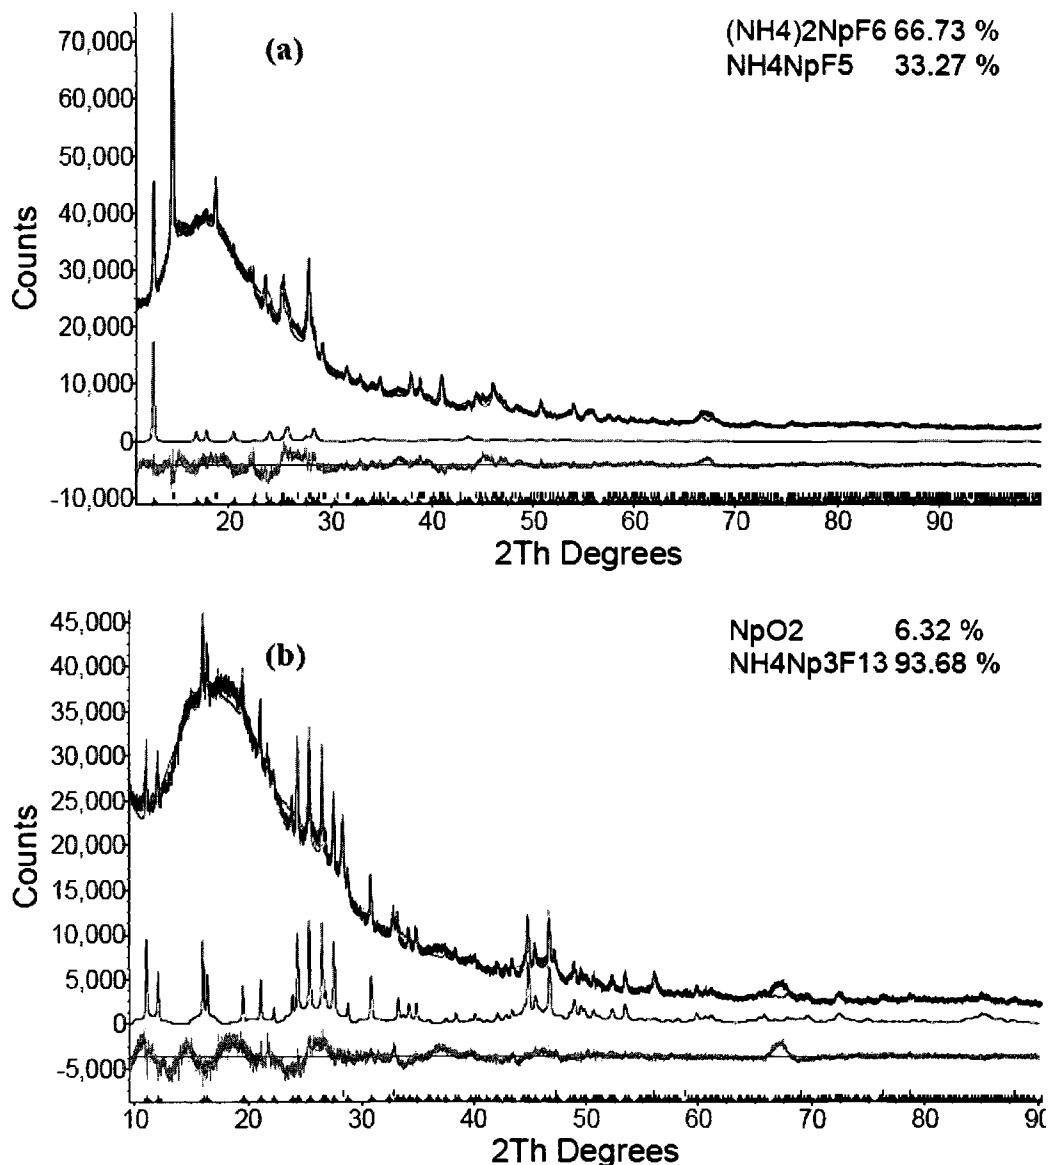 70,000
60,000
50,000
40,000
30,000
20,000
10,000
0
-10,000
Counts
(a)
(NH4)2NpF6 66.73 %
NH4NpF5 33.27 %
20 30 40 50 60 70 80 90
2Th Degrees
45,000
40,000
35,000
30,000
25,000
20,000
15,000
10,000
5,000
0
-5,000
Counts
(b)
NpO2 6.32 %
NH4Np3F13 93.68 %
10 20 30 40 50 60 70 80 90
2Th Degrees